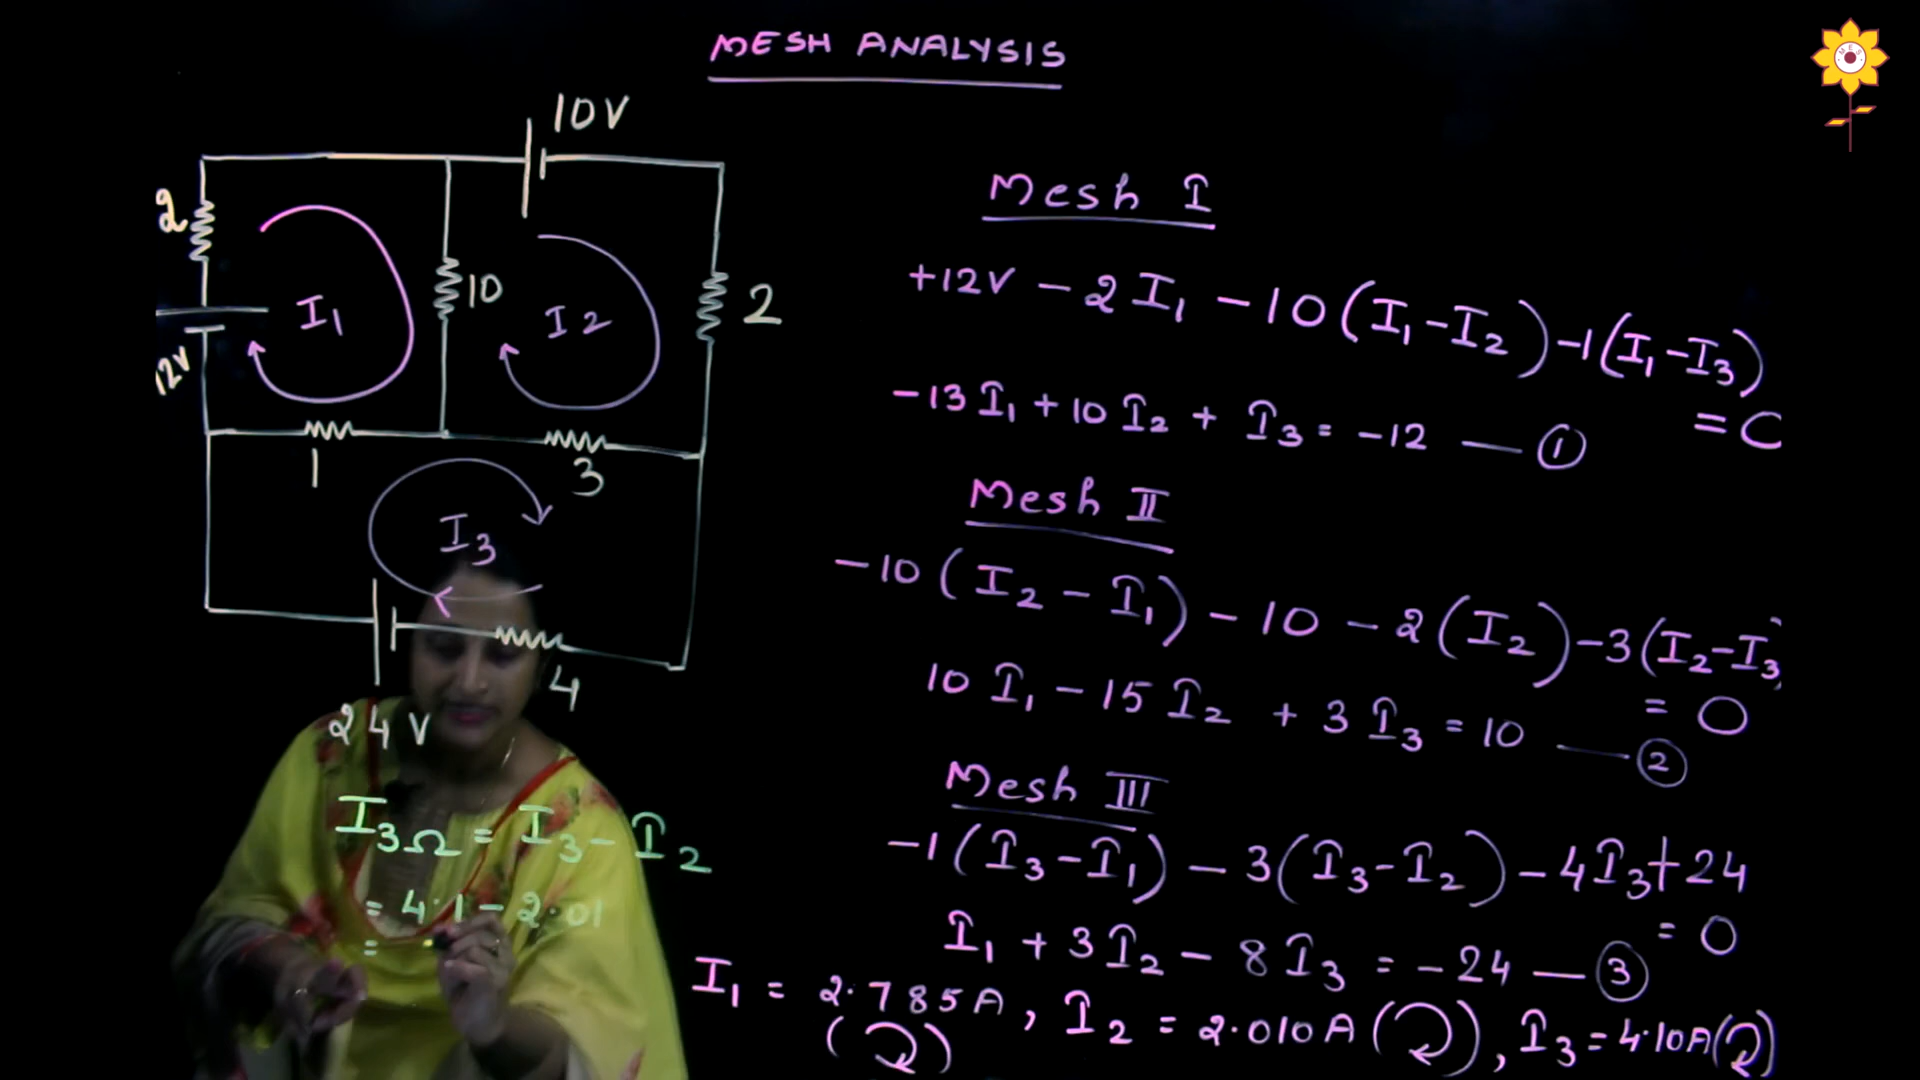 MESH ANALYSIS
10V
2
10
2
12V
I₁
I₂
1
3
I₃
4
24V
I₃Ω = I₃ - I₂
= 4.1 - 2.01
=
Mesh I
+12V - 2I₁ - 10(I₁-I₂) -1(I₁-I₃)
= 0
-13I₁ + 10I₂ + I₃ = -12 — ①
Mesh II
-10(I₂ - I₁) - 10 - 2(I₂) - 3(I₂-I₃)
= 0
10I₁ - 15I₂ + 3I₃ = 10 — ②
Mesh III
-1(I₃-I₁) - 3(I₃-I₂) - 4I₃+24
= 0
I₁ + 3I₂ - 8I₃ = -24 — ③
I₁ = 2.785A, I₂ = 2.010A (↻), I₃ = 4.10A(↻)
(↻)
MES